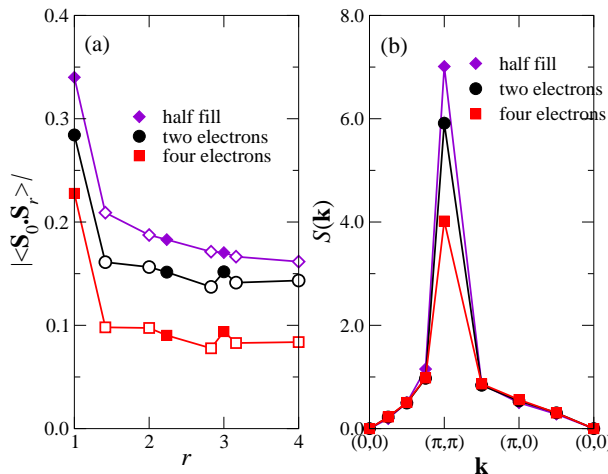 (a)
half fill
two electrons
four electrons
|<S₀.Sᵣ>|
0.4
0.3
0.2
0.1
0.0
1
2
3
4
r
(b)
half fill
two electrons
four electrons
S(k)
8.0
6.0
4.0
2.0
0.0
(0,0)
(π,π)
(π,0)
(0,0)
k